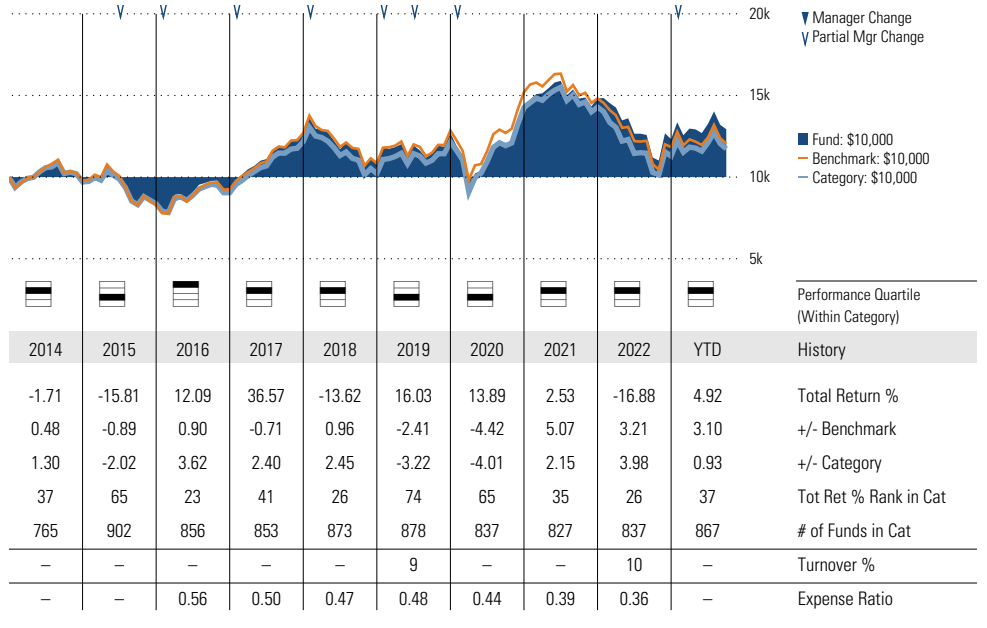 20k
15k
10k
5k
Manager Change
Partial Mgr Change
Fund: $10,000
Benchmark: $10,000
Category: $10,000
Performance Quartile
(Within Category)
2014 2015 2016 2017 2018 2019 2020 2021 2022 YTD History
-1.71 -15.81 12.09 36.57 -13.62 16.03 13.89 2.53 -16.88 4.92 Total Return %
0.48 -0.89 0.90 -0.71 0.96 -2.41 -4.42 5.07 3.21 3.10 +/- Benchmark
1.30 -2.02 3.62 2.40 2.45 -3.22 -4.01 2.15 3.98 0.93 +/- Category
37 65 23 41 26 74 65 35 26 37 Tot Ret % Rank in Cat
765 902 856 853 873 878 837 827 837 867 # of Funds in Cat
– – – – – 9 – – 10 – Turnover %
– – 0.56 0.50 0.47 0.48 0.44 0.39 0.36 – Expense Ratio